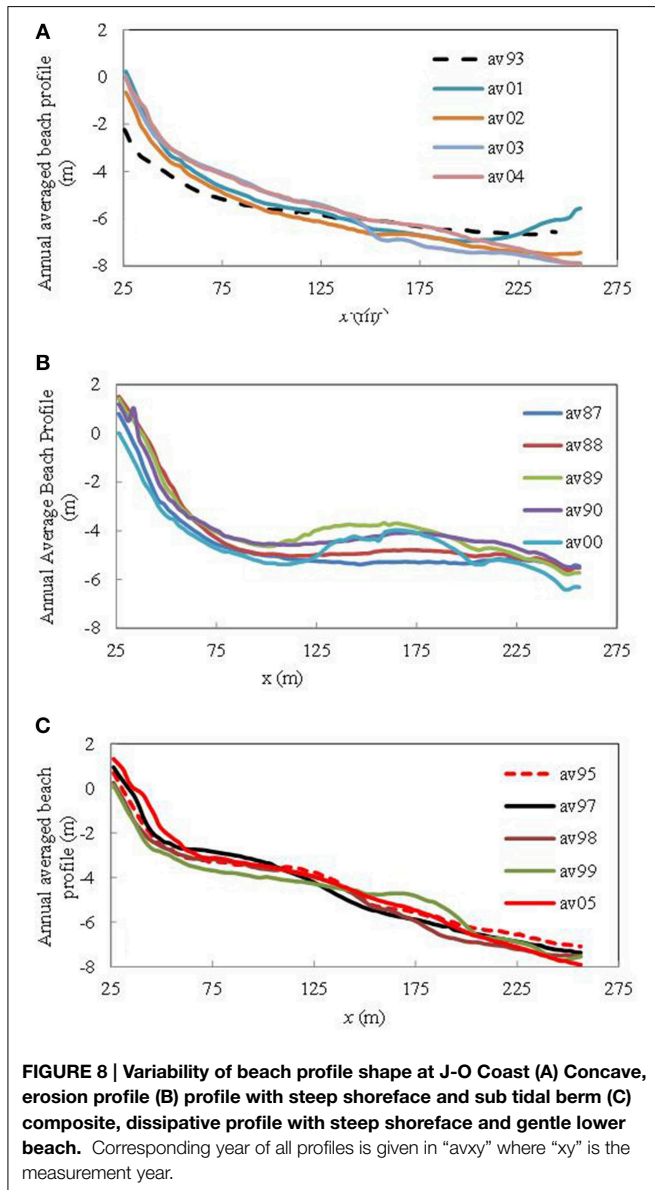 A
Annual averaged beach profile
(m)
2
0
-2
-4
-6
-8
av93
av01
av02
av03
av04
25
75
125
175
225
275
B
Annual Average Beach Profile
(m)
2
0
-2
-4
-6
-8
av87
av88
av89
av90
av00
25
75
125
175
225
275
x (m)
C
Annual averaged beach
profile (m)
2
0
-2
-4
-6
-8
av95
av97
av98
av99
av05
25
75
125
175
225
275
x (m)
FIGURE 8 | Variability of beach profile shape at J-O Coast (A) Concave,
erosion profile (B) profile with steep shoreface and sub tidal berm (C)
composite, dissipative profile with steep shoreface and gentle lower
beach. Corresponding year of all profiles is given in “avxy” where “xy” is the
measurement year.